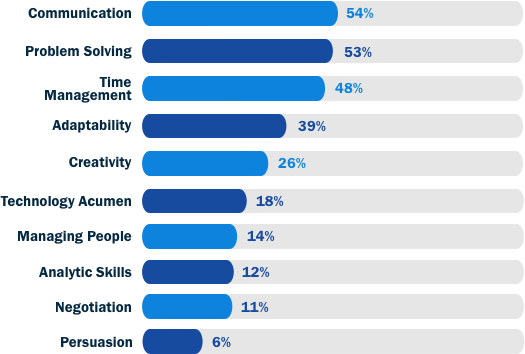 Communication 54%
Problem Solving 53%
Time
Management 48%
Adaptability 39%
Creativity 26%
Technology Acumen 18%
Managing People 14%
Analytic Skills 12%
Negotiation 11%
Persuasion 6%